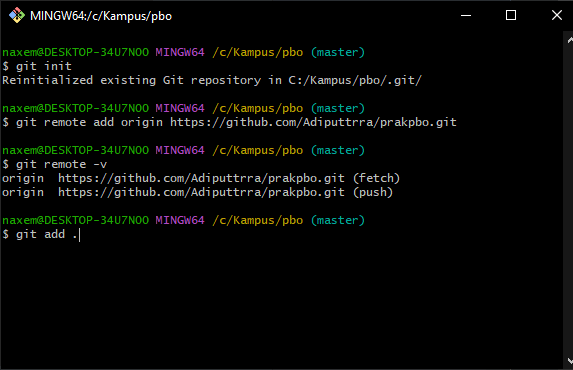 MINGW64:/c/Kampus/pbo
naxem@DESKTOP-34U7NOO MINGW64 /c/Kampus/pbo (master)
$ git init
Reinitialized existing Git repository in C:/Kampus/pbo/.git/
naxem@DESKTOP-34U7NOO MINGW64 /c/Kampus/pbo (master)
$ git remote add origin https://github.com/Adiputtrra/prakpbo.git
naxem@DESKTOP-34U7NOO MINGW64 /c/Kampus/pbo (master)
$ git remote -v
origin  https://github.com/Adiputtrra/prakpbo.git (fetch)
origin  https://github.com/Adiputtrra/prakpbo.git (push)
naxem@DESKTOP-34U7NOO MINGW64 /c/Kampus/pbo (master)
$ git add .